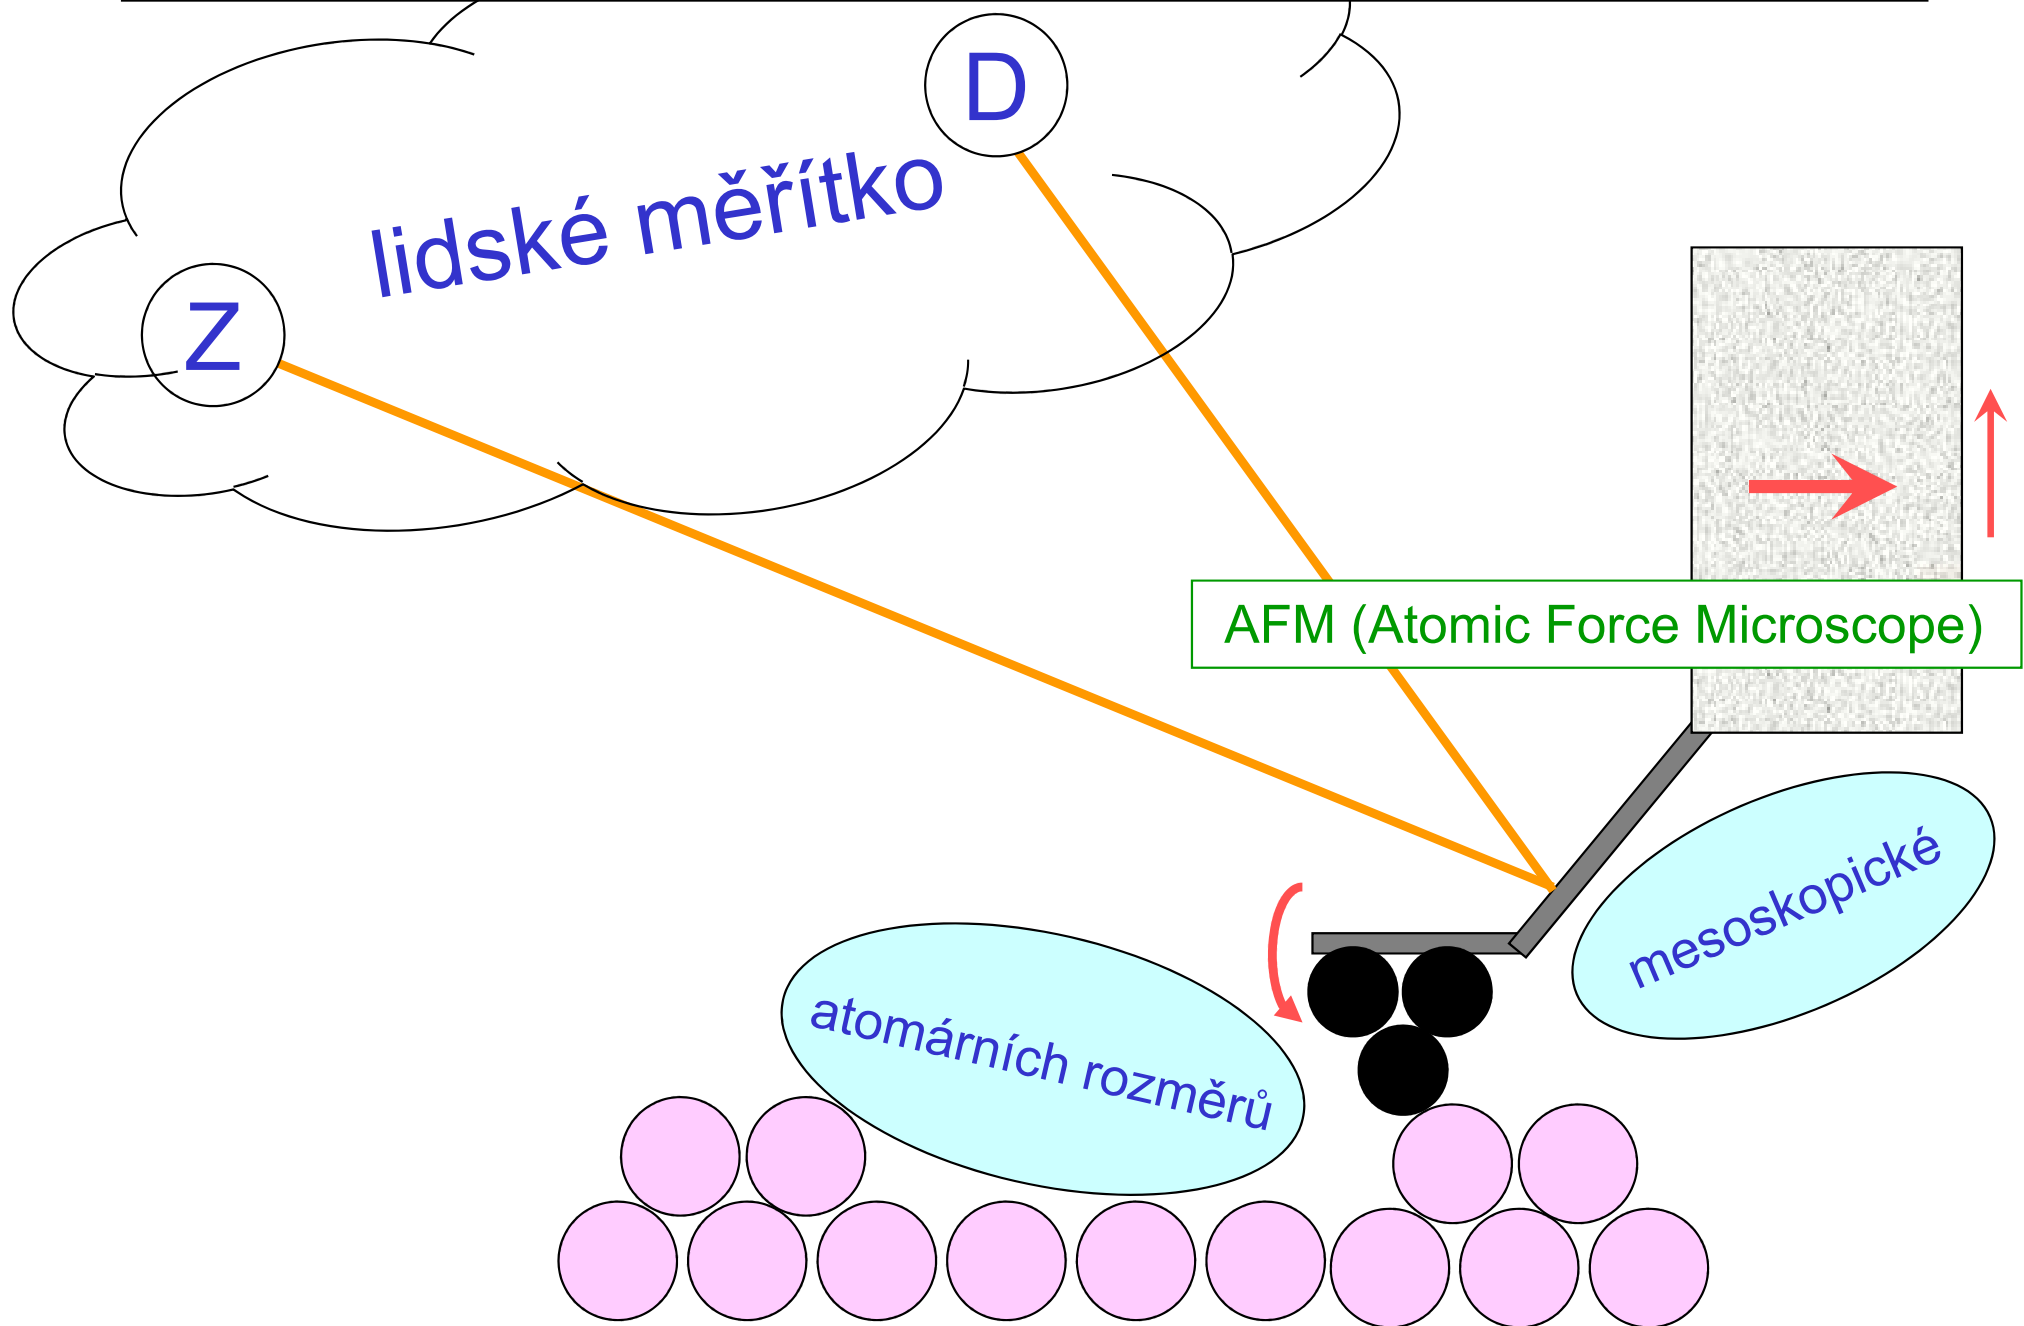 D
lidské měřítko
Z
AFM (Atomic Force Microscope)
mesoskopické
atomárních rozměrů